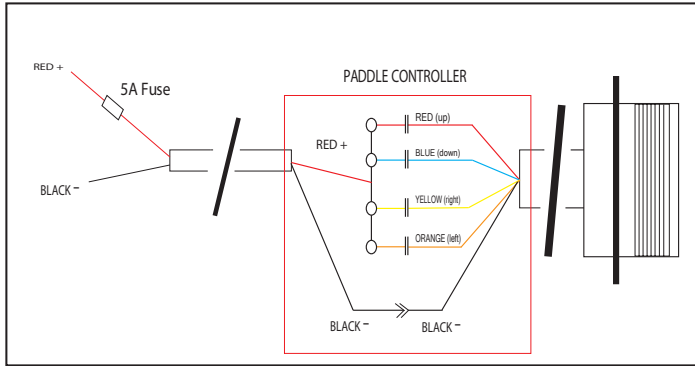 PADDLE CONTROLLER
RED +
5A Fuse
BLACK –
RED +
RED (up)
BLUE (down)
YELLOW (right)
ORANGE (left)
BLACK –
BLACK –